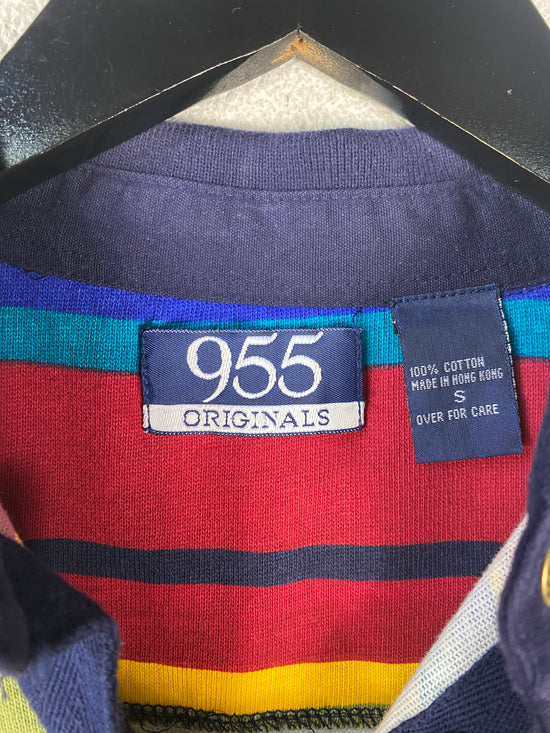 955
ORIGINALS
100% COTTON
MADE IN HONG KONG
S
OVER FOR CARE